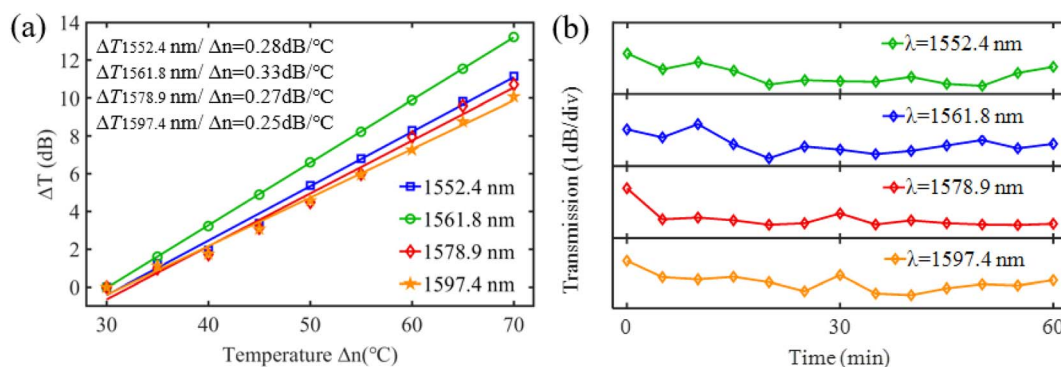 (a)
ΔT1552.4 nm/ Δn=0.28dB/℃
ΔT1561.8 nm/ Δn=0.33dB/℃
ΔT1578.9 nm/ Δn=0.27dB/℃
ΔT1597.4 nm/ Δn=0.25dB/℃
1552.4 nm
1561.8 nm
1578.9 nm
1597.4 nm
ΔT (dB)
14
12
10
8
6
4
2
0
30
40
50
60
70
Temperature Δn(℃)
(b)
λ=1552.4 nm
λ=1561.8 nm
λ=1578.9 nm
λ=1597.4 nm
Transmission (1dB/div)
0
30
60
Time (min)